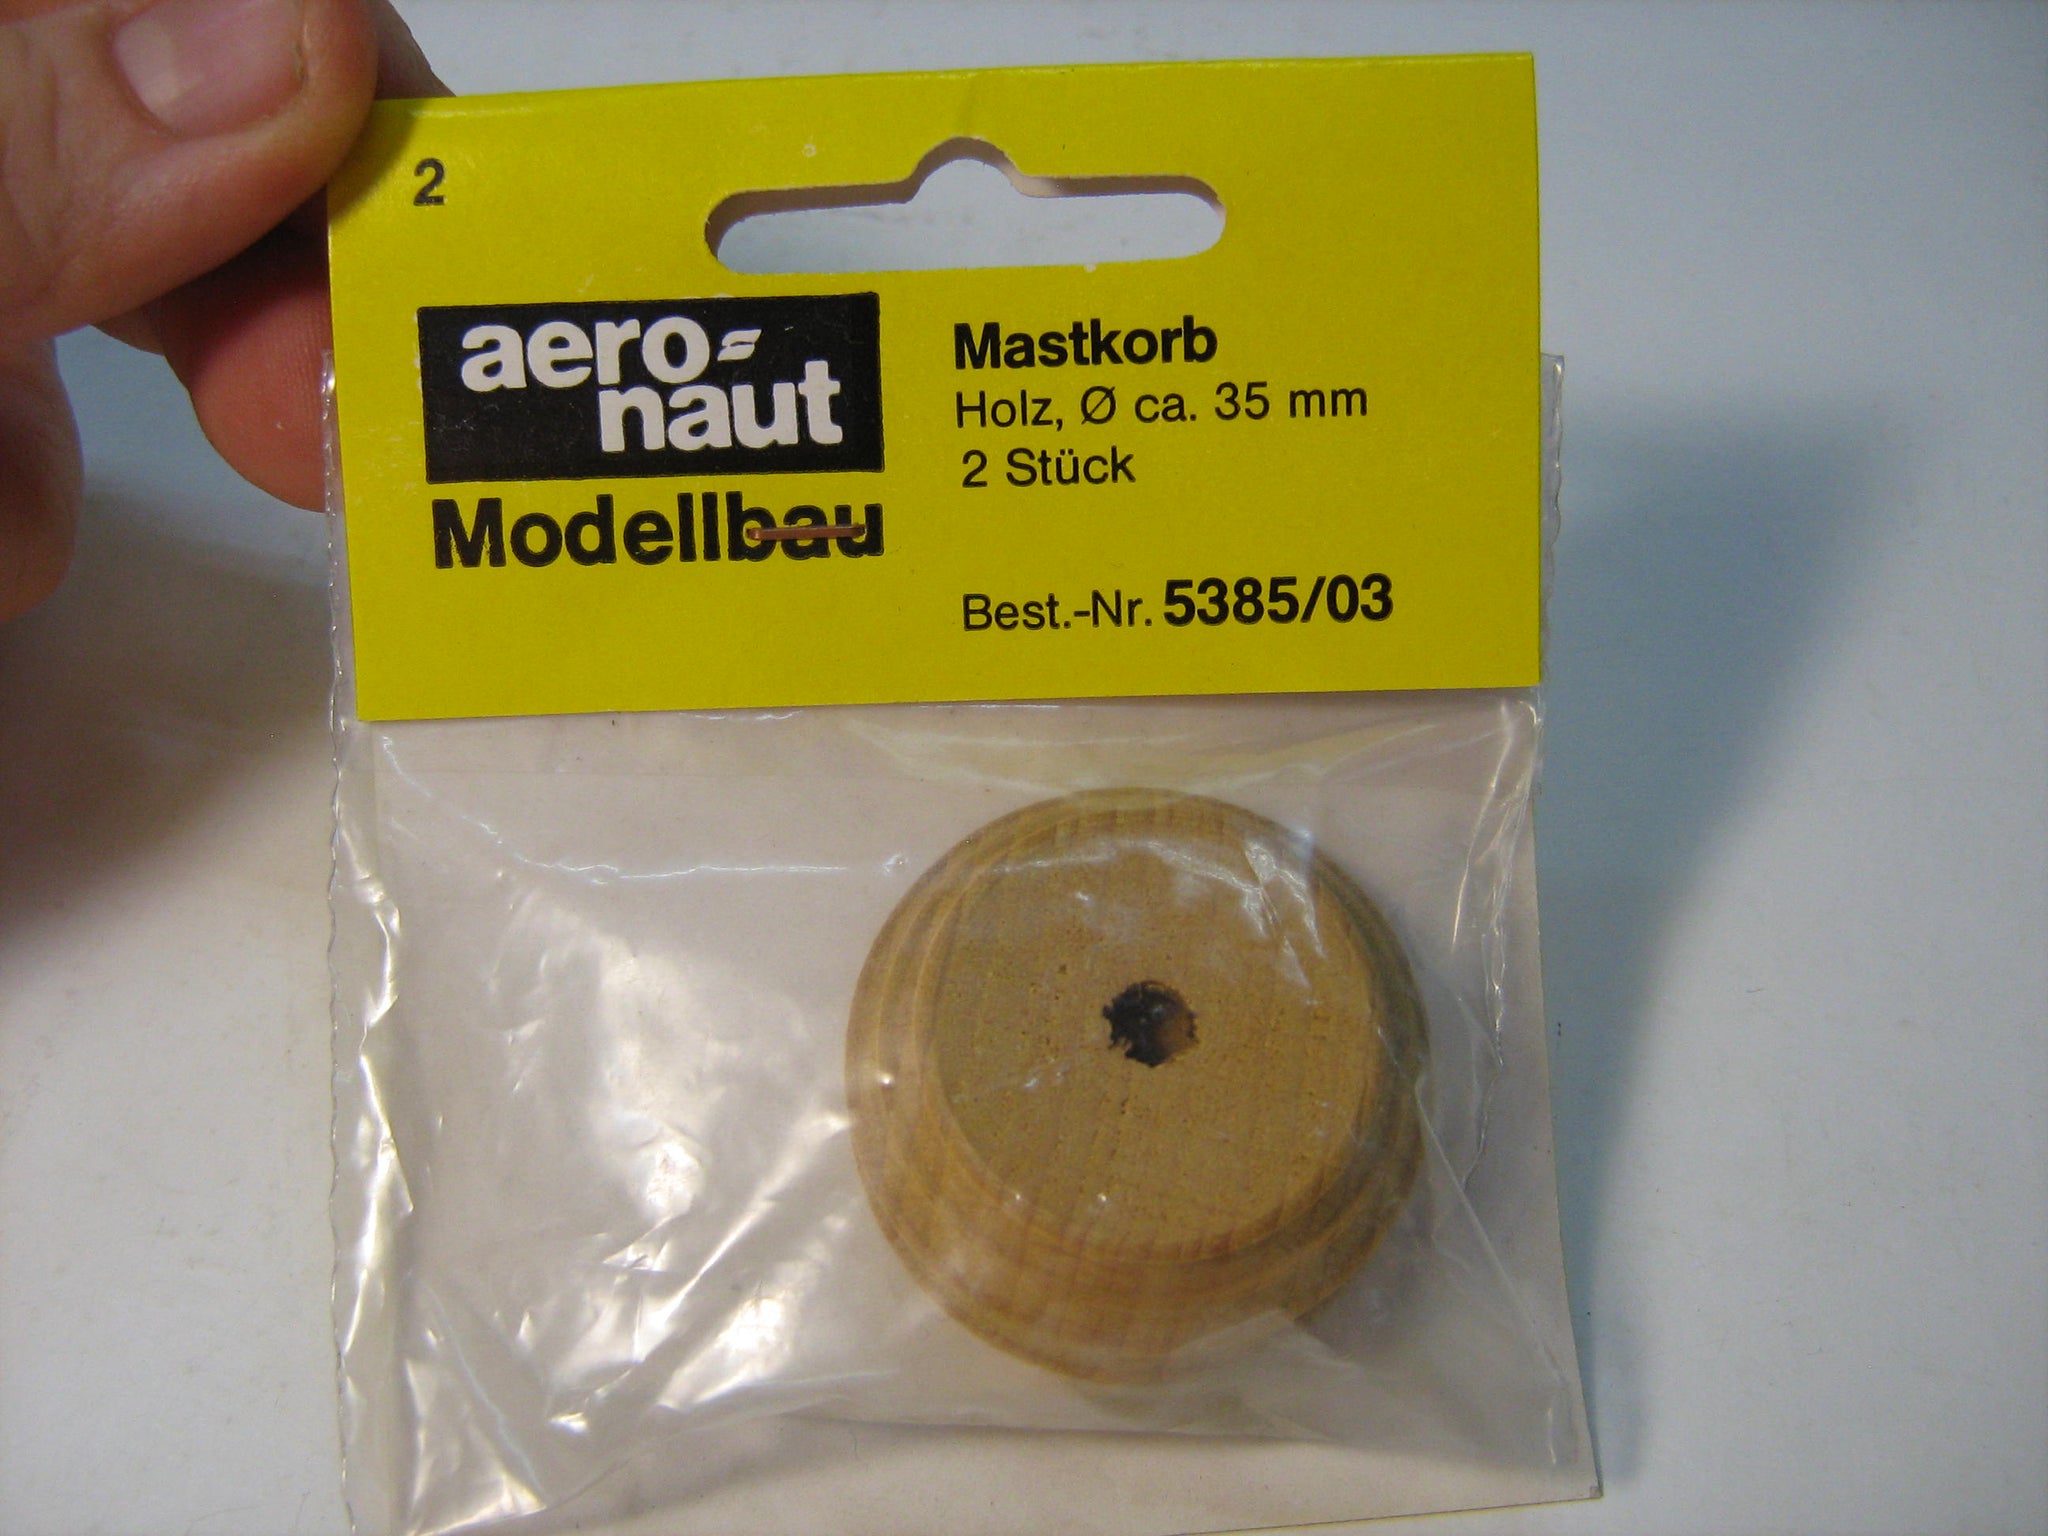 2
aero-
naut
Modellbau
Mastkorb
Holz, Ø ca. 35 mm
2 Stück
Best.-Nr. 5385/03